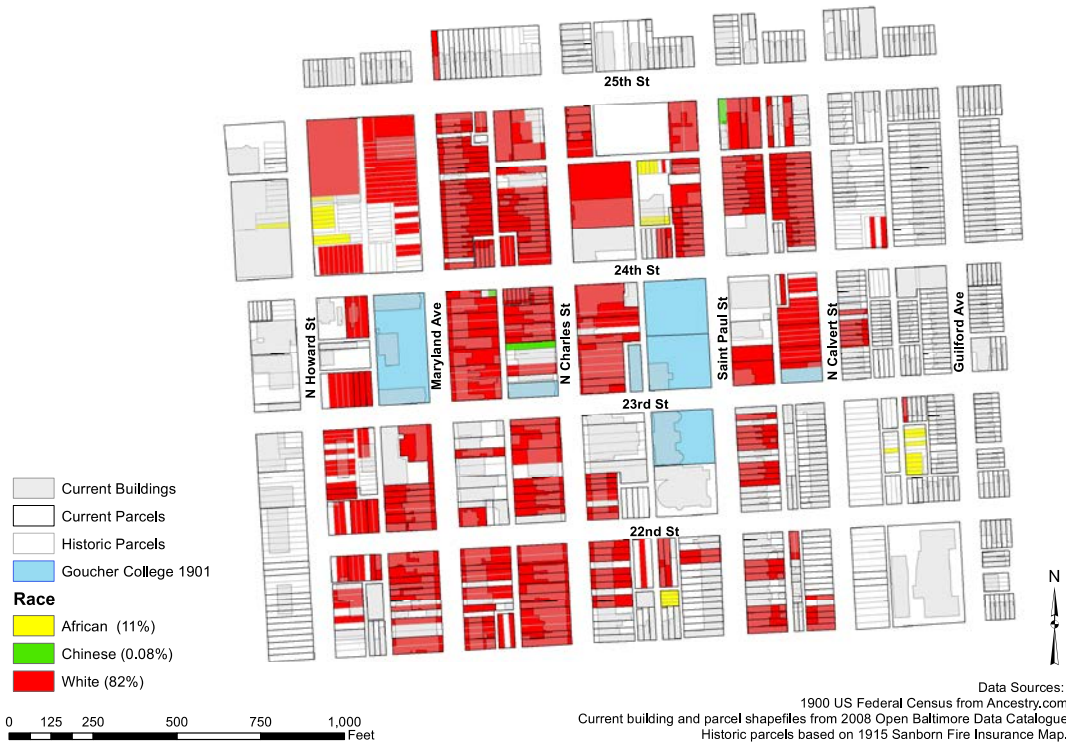 25th St
24th St
N Howard St
Maryland Ave
N Charles St
Saint Paul St
N Calvert St
Guilford Ave
23rd St
22nd St
Current Buildings
Current Parcels
Historic Parcels
Goucher College 1901
Race
African (11%)
Chinese (0.08%)
White (82%)
0 125 250 500 750 1,000
Feet
N
Data Sources:
1900 US Federal Census from Ancestry.com
Current building and parcel shapefiles from 2008 Open Baltimore Data Catalogue
Historic parcels based on 1915 Sanborn Fire Insurance Map.